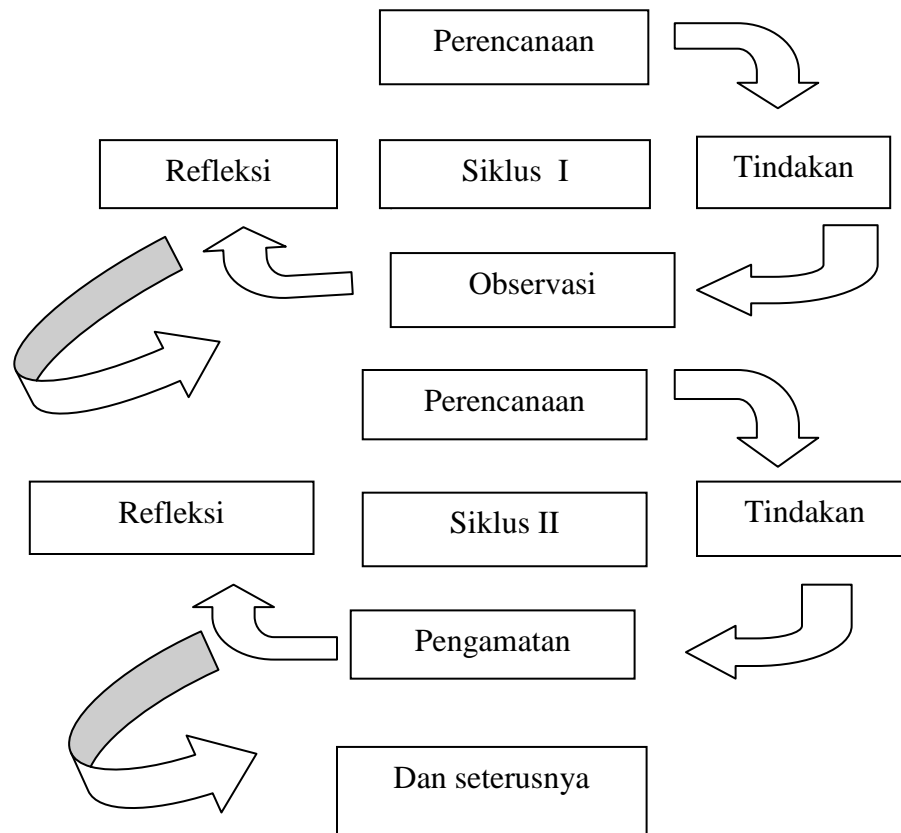 Perencanaan
Refleksi
Siklus I
Tindakan
Observasi
Perencanaan
Refleksi
Siklus II
Tindakan
Pengamatan
Dan seterusnya